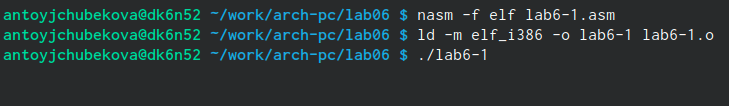 antoyjchubekova@dk6n52 ~/work/arch-pc/lab06 $ nasm -f elf lab6-1.asm
antoyjchubekova@dk6n52 ~/work/arch-pc/lab06 $ ld -m elf_i386 -o lab6-1 lab6-1.o
antoyjchubekova@dk6n52 ~/work/arch-pc/lab06 $ ./lab6-1